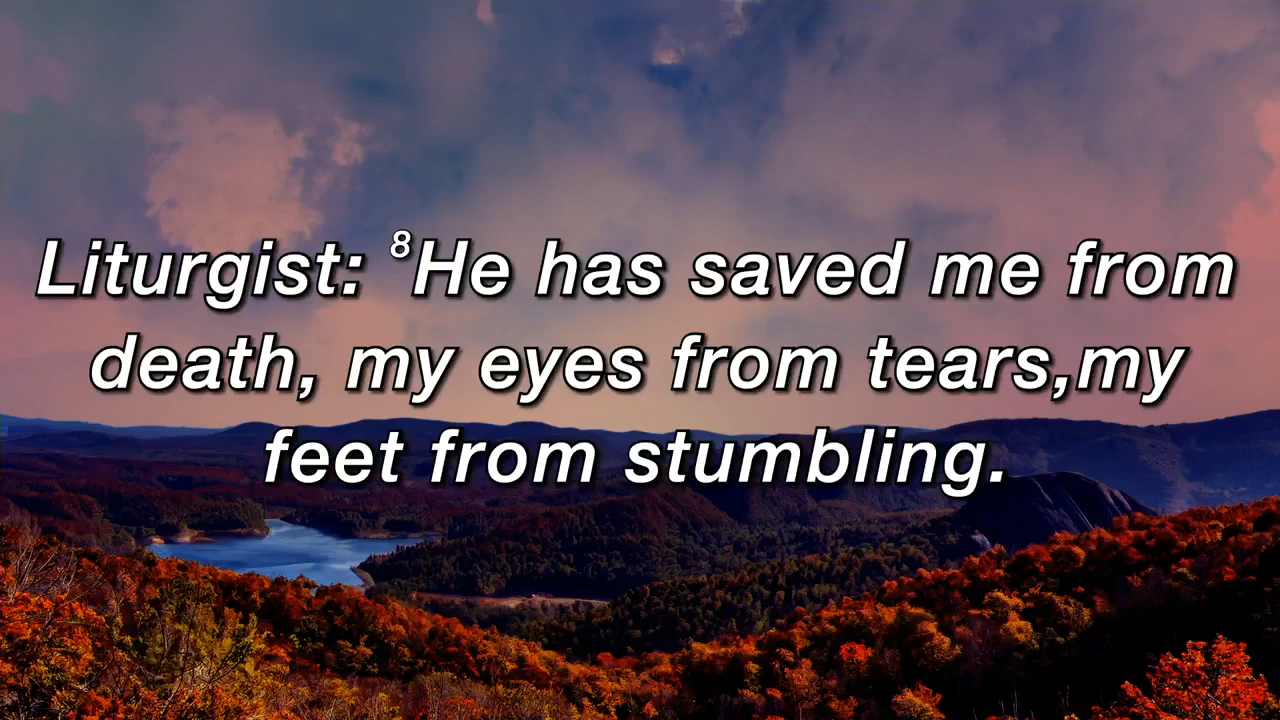 Liturgist: ⁸He has saved me from
death, my eyes from tears,my
feet from stumbling.